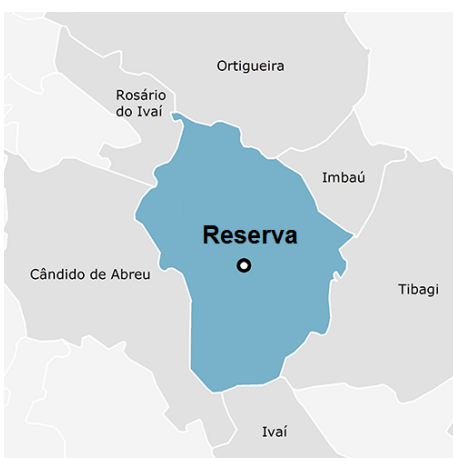 Ortigueira
Rosário
do Ivaí
Imbaú
Reserva
Cândido de Abreu
Tibagi
Ivaí